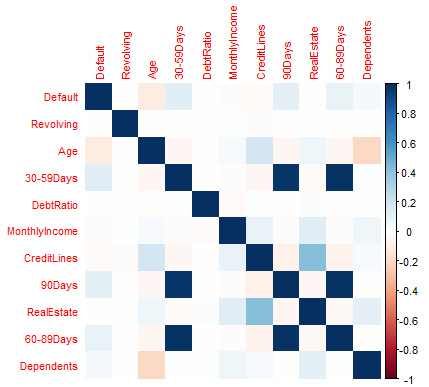 Default
Revolving
Age
30-59Days
DebtRatio
MonthlyIncome
CreditLines
90Days
RealEstate
60-89Days
Dependents
Default
Revolving
Age
30-59Days
DebtRatio
MonthlyIncome
CreditLines
90Days
RealEstate
60-89Days
Dependents
1
0.8
0.6
0.4
0.2
0
-0.2
-0.4
-0.6
-0.8
-1